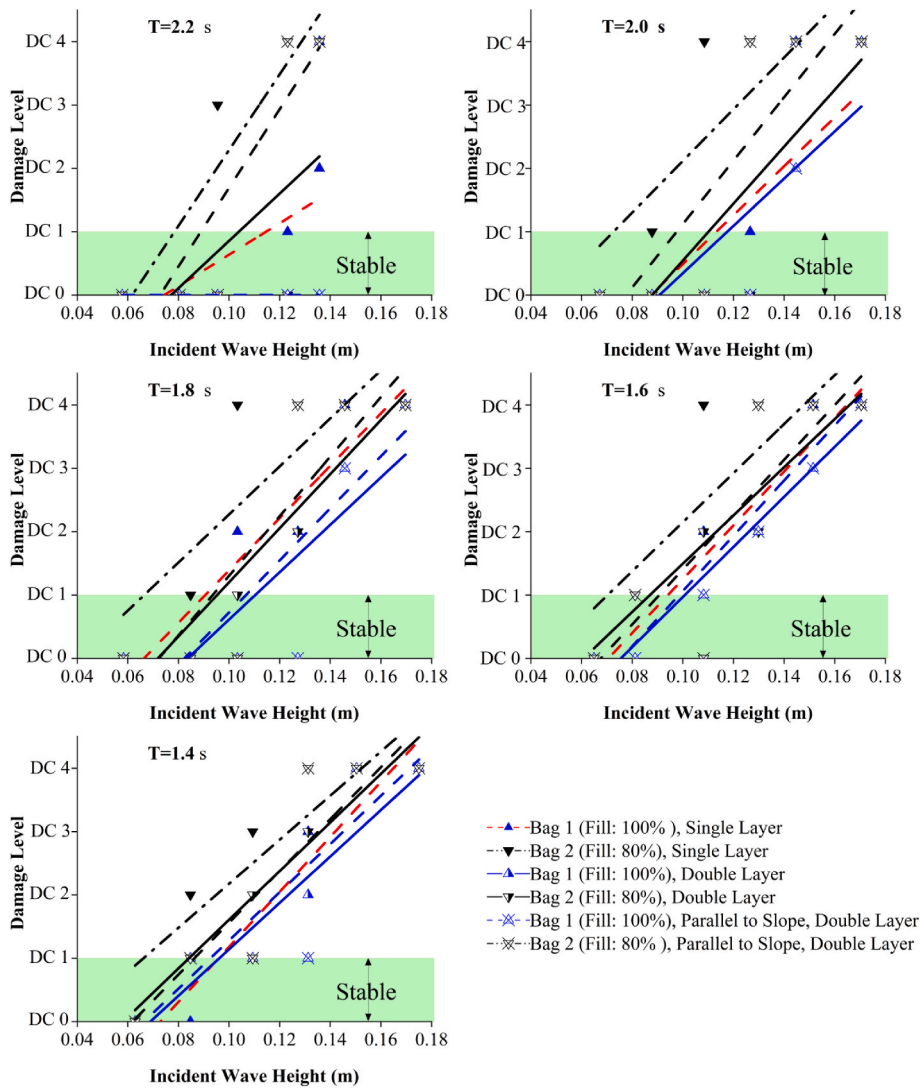 T=2.2 s
Damage Level
DC 4
DC 3
DC 2
DC 1
DC 0
Stable
0.04 0.06 0.08 0.10 0.12 0.14 0.16 0.18
Incident Wave Height (m)
T=2.0 s
Damage Level
DC 4
DC 3
DC 2
DC 1
DC 0
Stable
0.04 0.06 0.08 0.10 0.12 0.14 0.16 0.18
Incident Wave Height (m)
T=1.8 s
Damage Level
DC 4
DC 3
DC 2
DC 1
DC 0
Stable
0.04 0.06 0.08 0.10 0.12 0.14 0.16 0.18
Incident Wave Height (m)
T=1.6 s
Damage Level
DC 4
DC 3
DC 2
DC 1
DC 0
Stable
0.04 0.06 0.08 0.10 0.12 0.14 0.16 0.18
Incident Wave Height (m)
T=1.4 s
Damage Level
DC 4
DC 3
DC 2
DC 1
DC 0
Stable
0.04 0.06 0.08 0.10 0.12 0.14 0.16 0.18
Incident Wave Height (m)
Bag 1 (Fill: 100% ), Single Layer
Bag 2 (Fill: 80%), Single Layer
Bag 1 (Fill: 100%), Double Layer
Bag 2 (Fill: 80%), Double Layer
Bag 1 (Fill: 100%), Parallel to Slope, Double Layer
Bag 2 (Fill: 80% ), Parallel to Slope, Double Layer